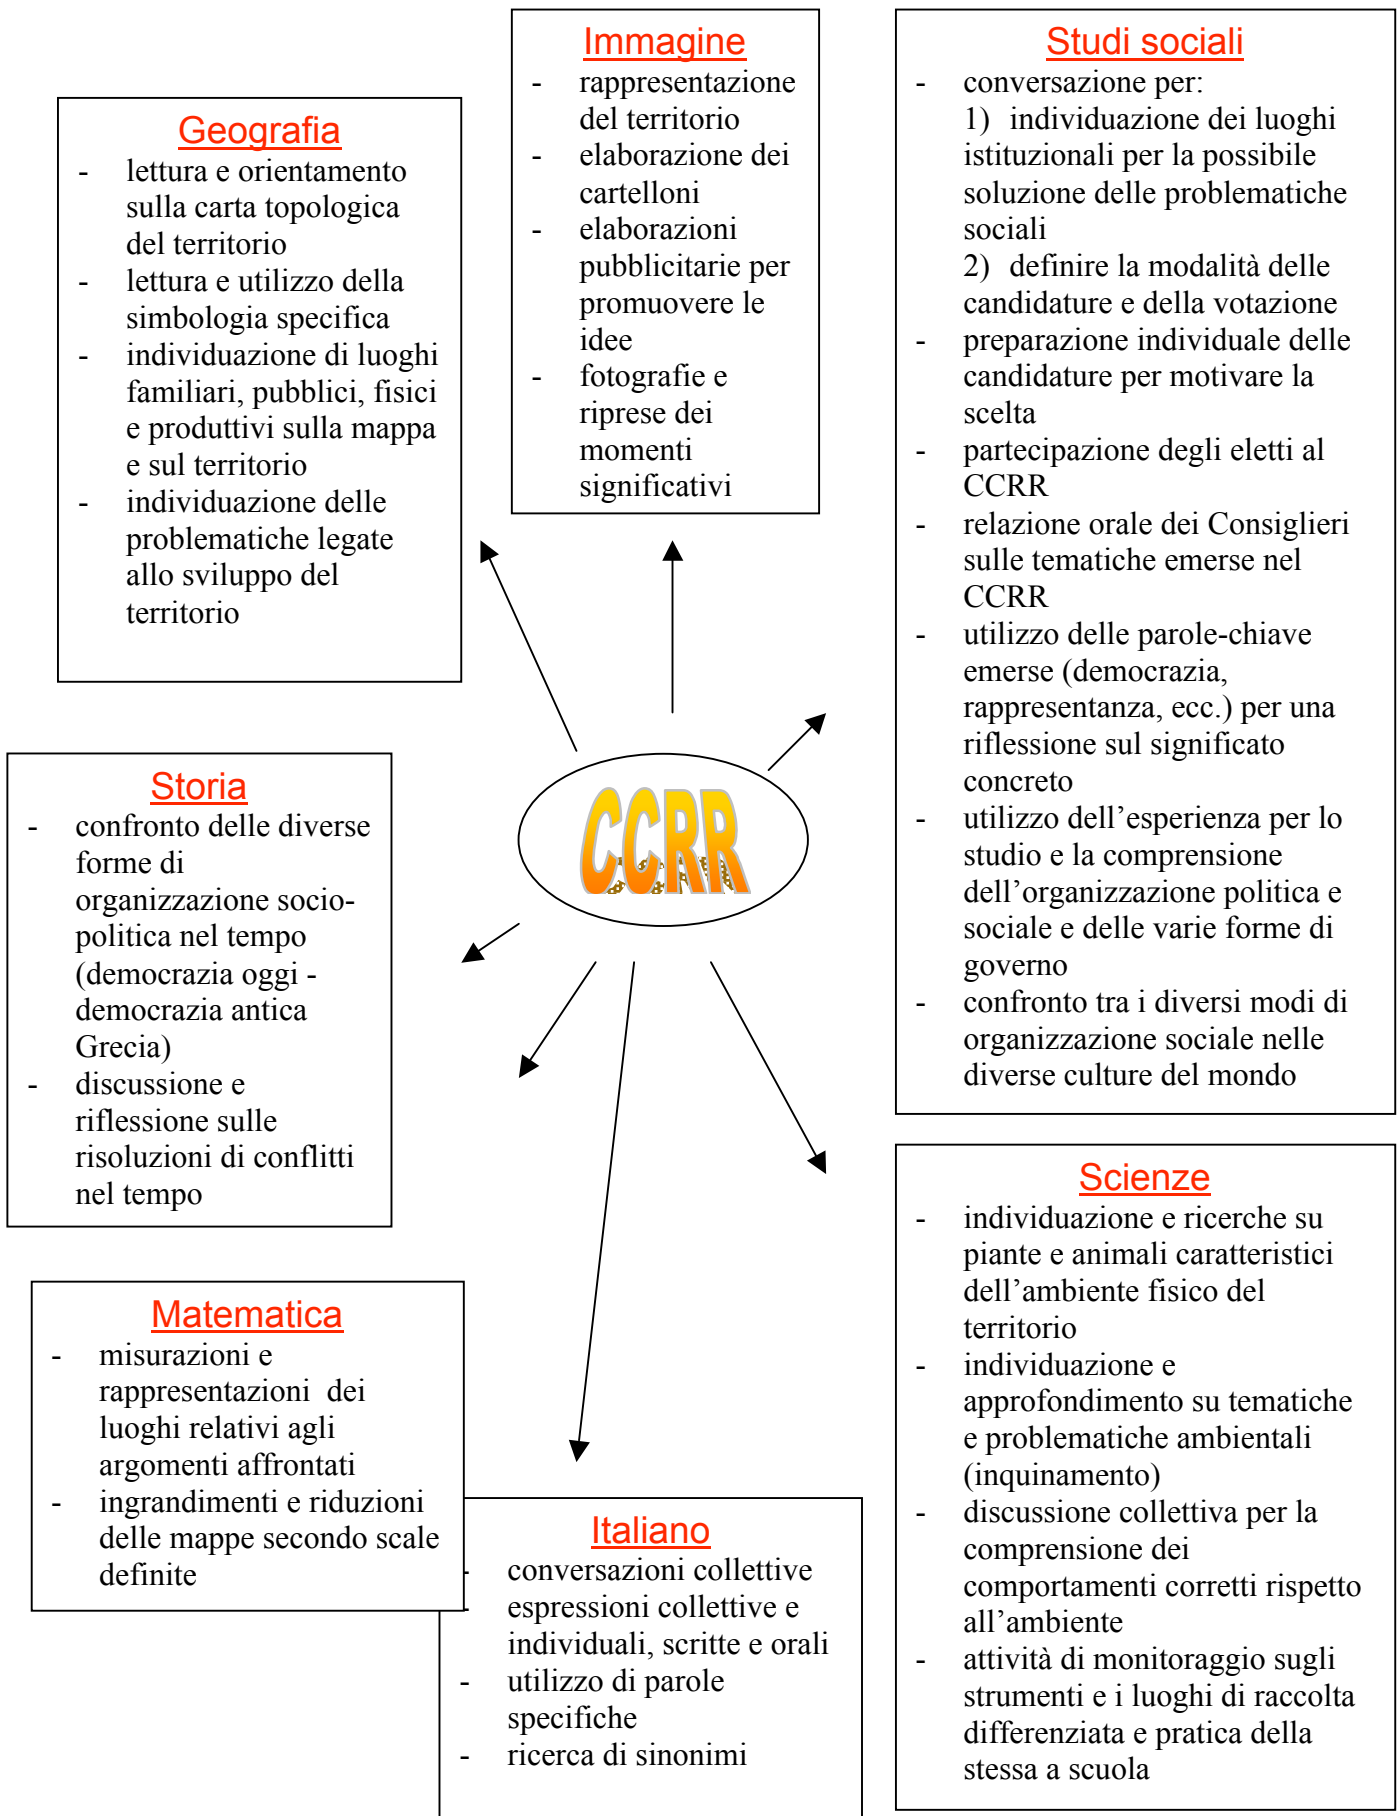 Geografia
- lettura e orientamento
sulla carta topologica
del territorio
- lettura e utilizzo della
simbologia specifica
- individuazione di luoghi
familiari, pubblici, fisici
e produttivi sulla mappa
e sul territorio
- individuazione delle
problematiche legate
allo sviluppo del
territorio
Immagine
- rappresentazione
del territorio
- elaborazione dei
cartelloni
- elaborazioni
pubblicitarie per
promuovere le
idee
- fotografie e
riprese dei
momenti
significativi
Studi sociali
- conversazione per:
1) individuazione dei luoghi
istituzionali per la possibile
soluzione delle problematiche
sociali
2) definire la modalità delle
candidature e della votazione
- preparazione individuale delle
candidature per motivare la
scelta
- partecipazione degli eletti al
CCRR
- relazione orale dei Consiglieri
sulle tematiche emerse nel
CCRR
- utilizzo delle parole-chiave
emerse (democrazia,
rappresentanza, ecc.) per una
riflessione sul significato
concreto
- utilizzo dell’esperienza per lo
studio e la comprensione
dell’organizzazione politica e
sociale e delle varie forme di
governo
- confronto tra i diversi modi di
organizzazione sociale nelle
diverse culture del mondo
CCRR
Storia
- confronto delle diverse
forme di
organizzazione socio-
politica nel tempo
(democrazia oggi -
democrazia antica
Grecia)
- discussione e
riflessione sulle
risoluzioni di conflitti
nel tempo
Matematica
- misurazioni e
rappresentazioni dei
luoghi relativi agli
argomenti affrontati
- ingrandimenti e riduzioni
delle mappe secondo scale
definite
Italiano
- conversazioni collettive
- espressioni collettive e
individuali, scritte e orali
- utilizzo di parole
specifiche
- ricerca di sinonimi
Scienze
- individuazione e ricerche su
piante e animali caratteristici
dell’ambiente fisico del
territorio
- individuazione e
approfondimento su tematiche
e problematiche ambientali
(inquinamento)
- discussione collettiva per la
comprensione dei
comportamenti corretti rispetto
all’ambiente
- attività di monitoraggio sugli
strumenti e i luoghi di raccolta
differenziata e pratica della
stessa a scuola